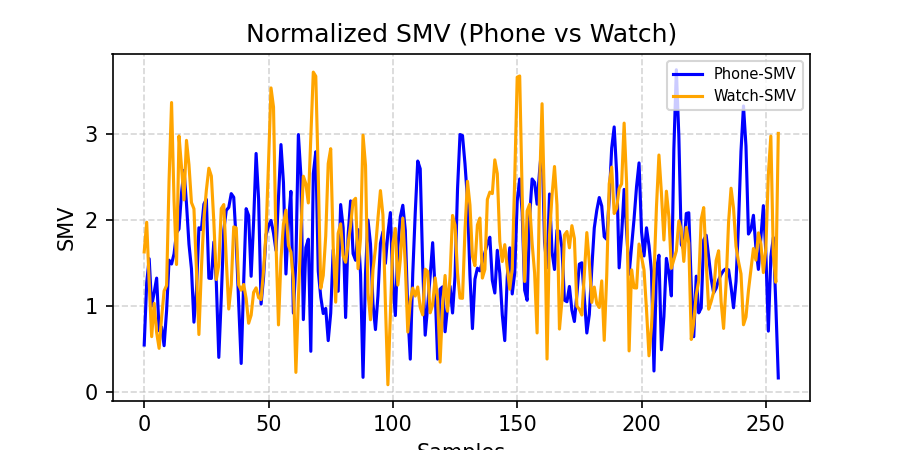 Normalized SMV (Phone vs Watch)
Phone-SMV
Watch-SMV
SMV
3
2
1
0
0 50 100 150 200 250
Samples